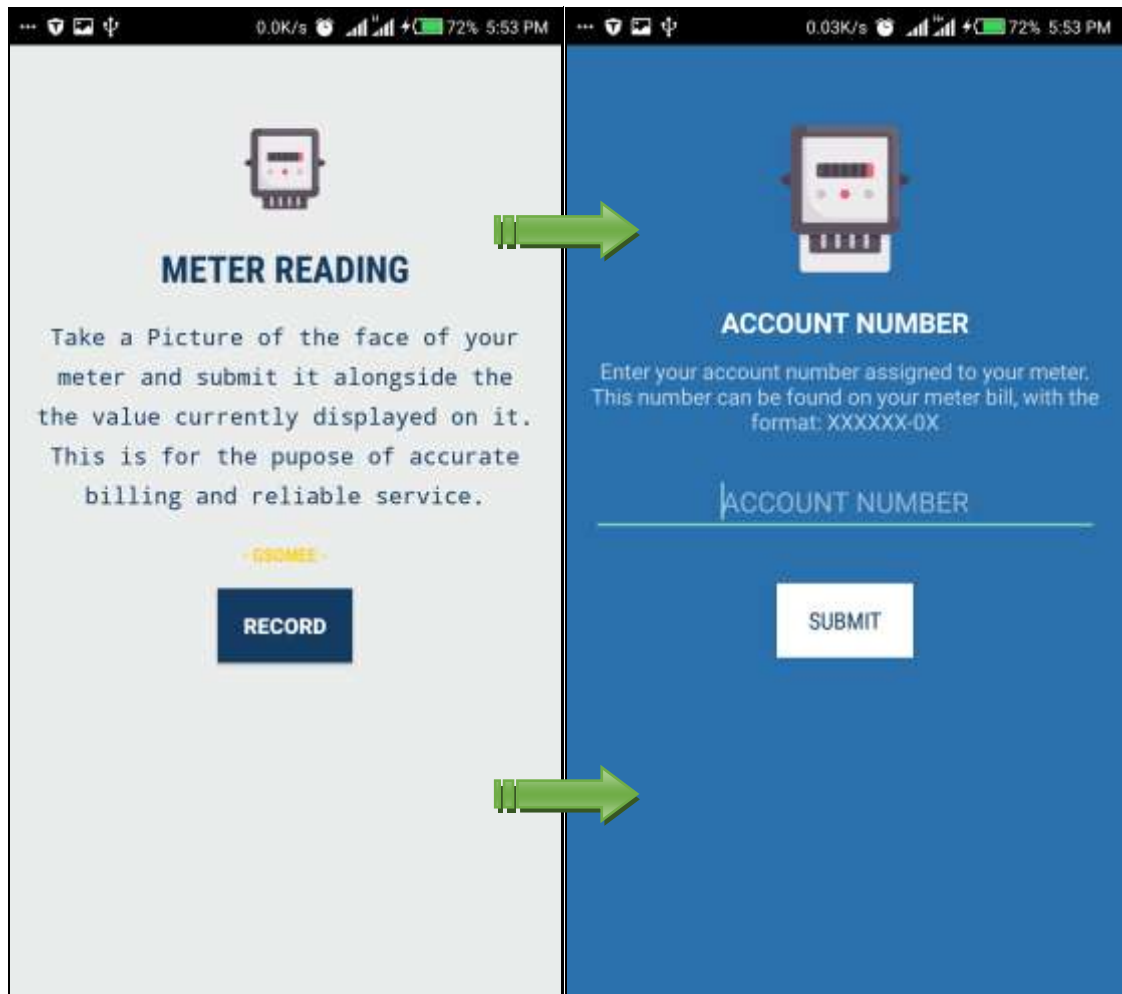 0.0K/s 72% 5:53 PM
METER READING
Take a Picture of the face of your
meter and submit it alongside the
the value currently displayed on it.
This is for the pupose of accurate
billing and reliable service.
- GSOMEE -
RECORD
0.03K/s 72% 5:53 PM
ACCOUNT NUMBER
Enter your account number assigned to your meter.
This number can be found on your meter bill, with the
format: XXXXXX-0X
ACCOUNT NUMBER
SUBMIT